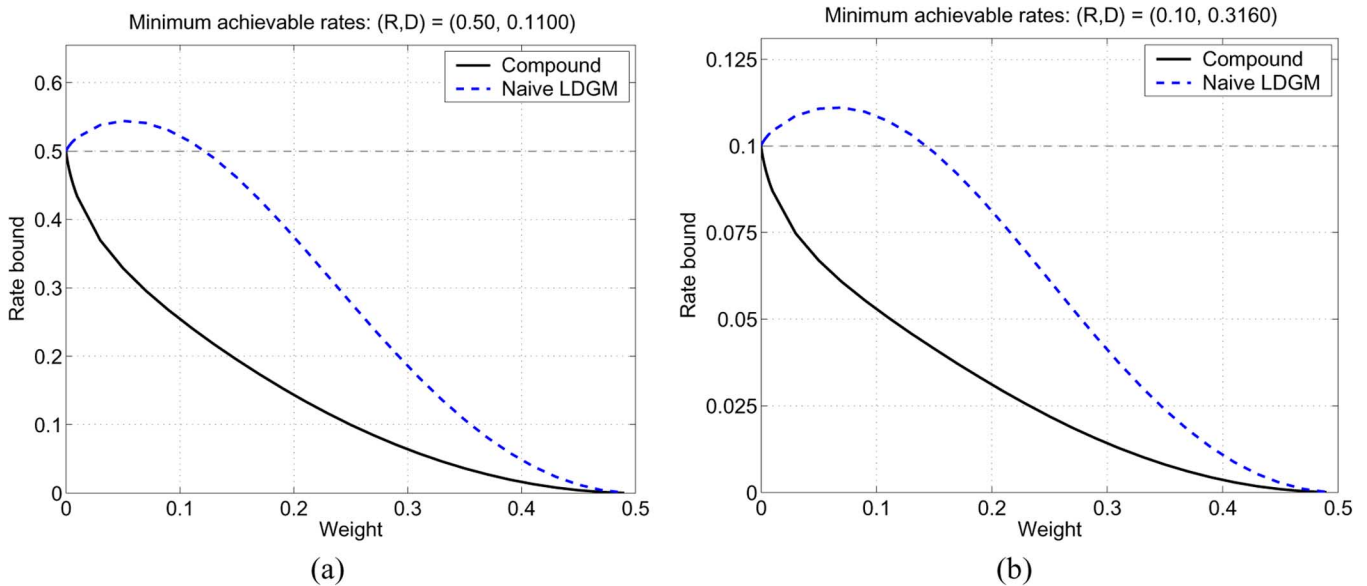 Minimum achievable rates: (R,D) = (0.50, 0.1100)
Compound
Naive LDGM
Rate bound
0.6
0.5
0.4
0.3
0.2
0.1
0
0
0.1
0.2
0.3
0.4
0.5
Weight
(a)
Minimum achievable rates: (R,D) = (0.10, 0.3160)
Compound
Naive LDGM
Rate bound
0.125
0.1
0.075
0.05
0.025
0
0
0.1
0.2
0.3
0.4
0.5
Weight
(b)